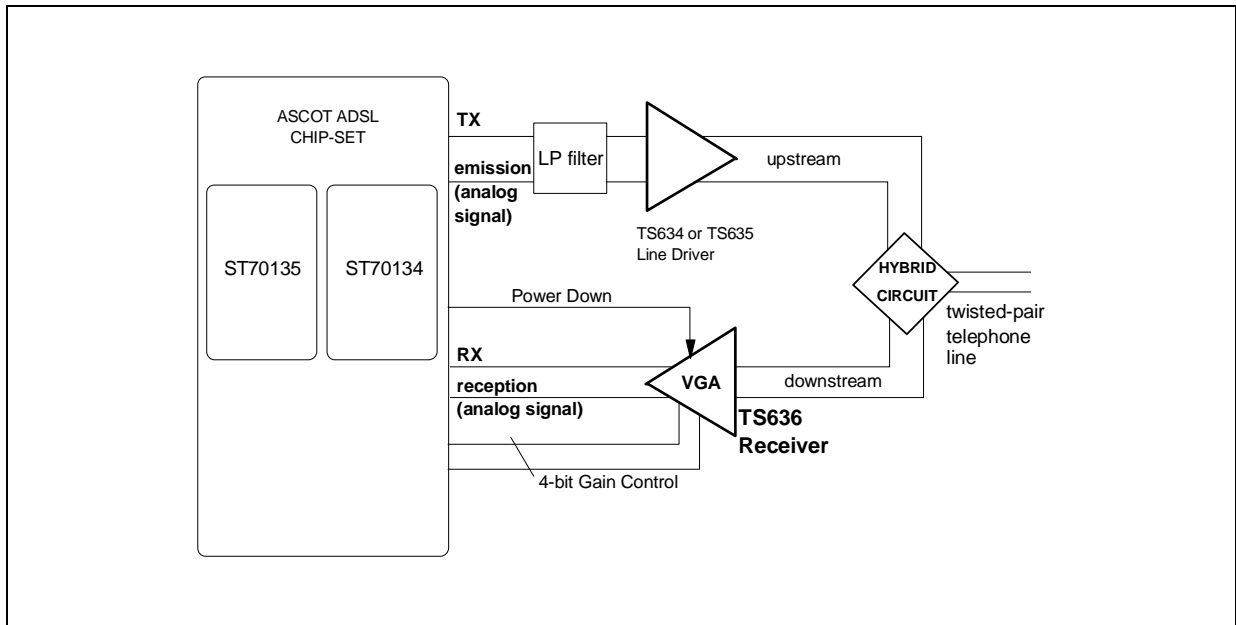 ASCOT ADSL
CHIP-SET
ST70135
ST70134
TX
emission
(analog
signal)
LP filter
upstream
TS634 or TS635
Line Driver
HYBRID
CIRCUIT
twisted-pair
telephone
line
Power Down
RX
reception
(analog signal)
VGA
downstream
TS636
Receiver
4-bit Gain Control